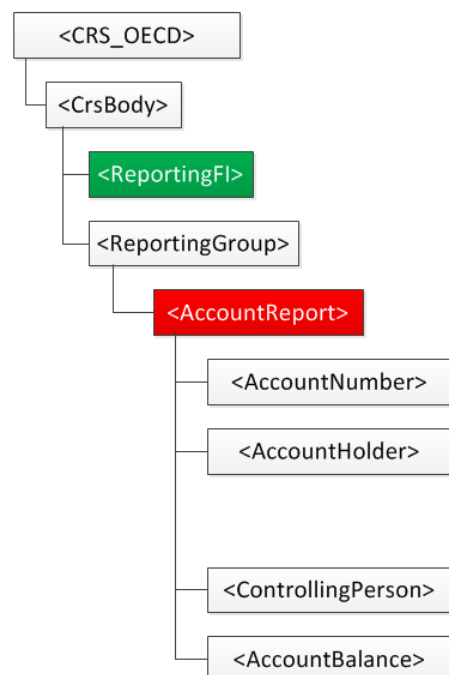 <CRS_OECD>
<CrsBody>
<ReportingFI>
<ReportingGroup>
<AccountReport>
<AccountNumber>
<AccountHolder>
<ControllingPerson>
<AccountBalance>